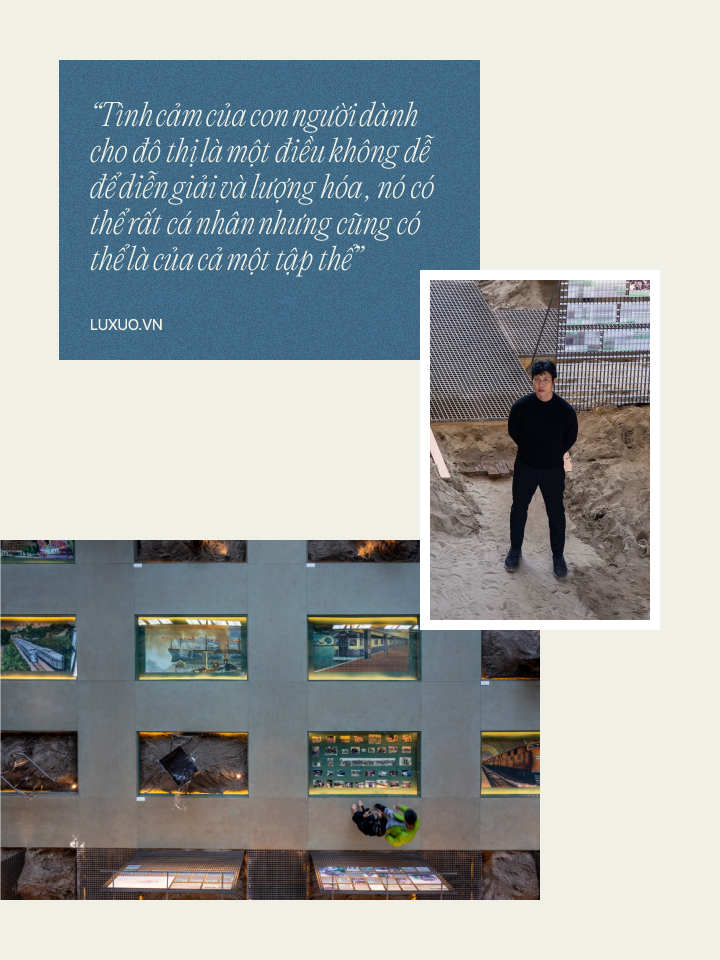 “Tình cảm của con người dành
cho đô thị là một điều không dễ
để diễn giải và lượng hóa, nó có
thể rất cá nhân nhưng cũng có
thể là của cả một tập thể”
LUXUO.VN